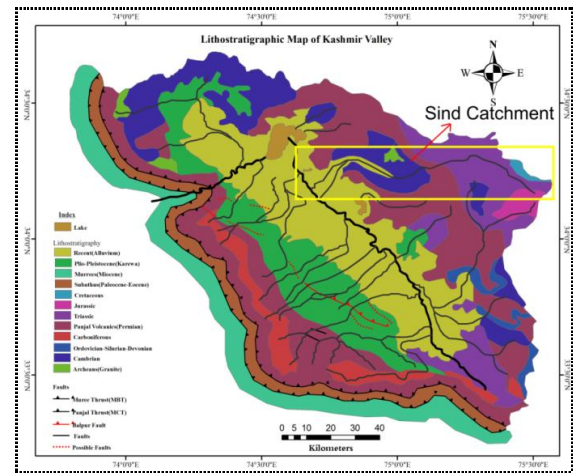 74°0'0"E 74°30'0"E 75°0'0"E 75°30'0"E
Lithostratigraphic Map of Kashmir Valley
N
W E
S
Sind Catchment
Index
Lake
Lithostratigraphy
Recent(Alluvium)
Plio-Pleistocene(Karewa)
Murrees(Miocene)
Subathus(Paleocene-Eocene)
Cretaceous
Jurassic
Triassic
Panjal Volcanics(Permian)
Carboniferous
Ordovician-Silurian-Devonian
Cambrian
Archeans(Granite)
Faults
Muree Thrust(MBT)
Panjal Thrust(MCT)
Balpur Fault
Faults
Possible Faults
0 5 10 20 30 40
Kilometers
74°0'0"E 74°30'0"E 75°0'0"E 75°30'0"E